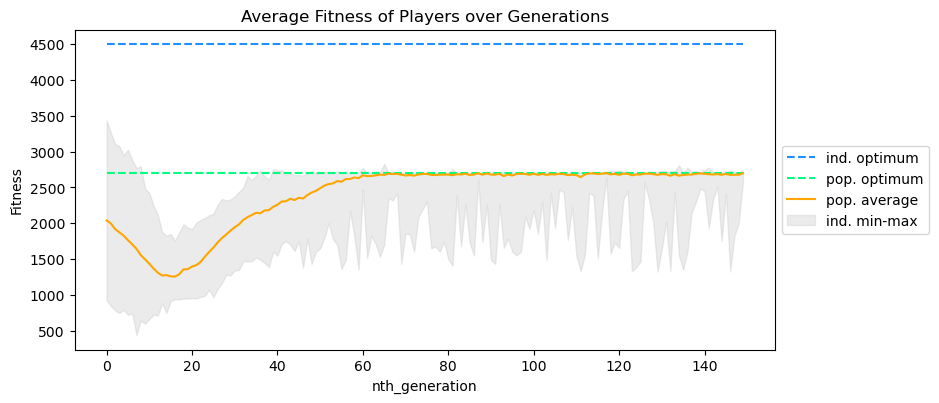 Average Fitness of Players over Generations
4500
4000
3500
3000
2500
2000
1500
1000
500
Fitness
0
20
40
60
80
100
120
140
nth_generation
ind. optimum
pop. optimum
pop. average
ind. min-max